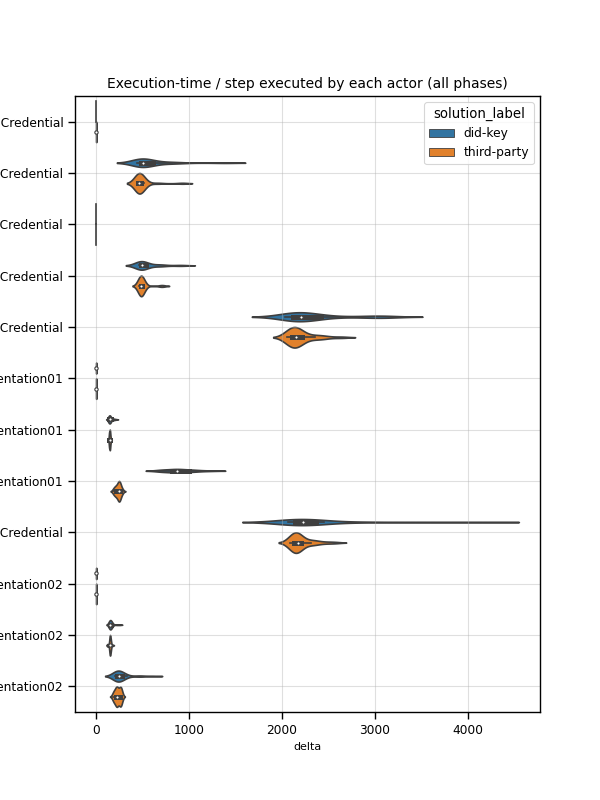 Execution-time / step executed by each actor (all phases)
solution_label
did-key
third-party
Credential
Credential
Credential
Credential
Credential
entation01
entation01
entation01
Credential
entation02
entation02
entation02
0 1000 2000 3000 4000
delta